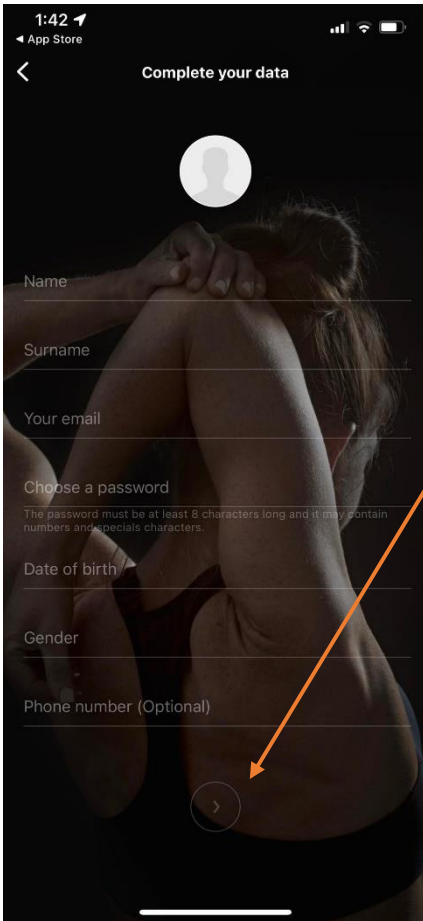 1:42
◀ App Store
Complete your data
Name
Surname
Your email
Choose a password
The password must be at least 8 characters long and it may contain
numbers and specials characters.
Date of birth
Gender
Phone number (Optional)